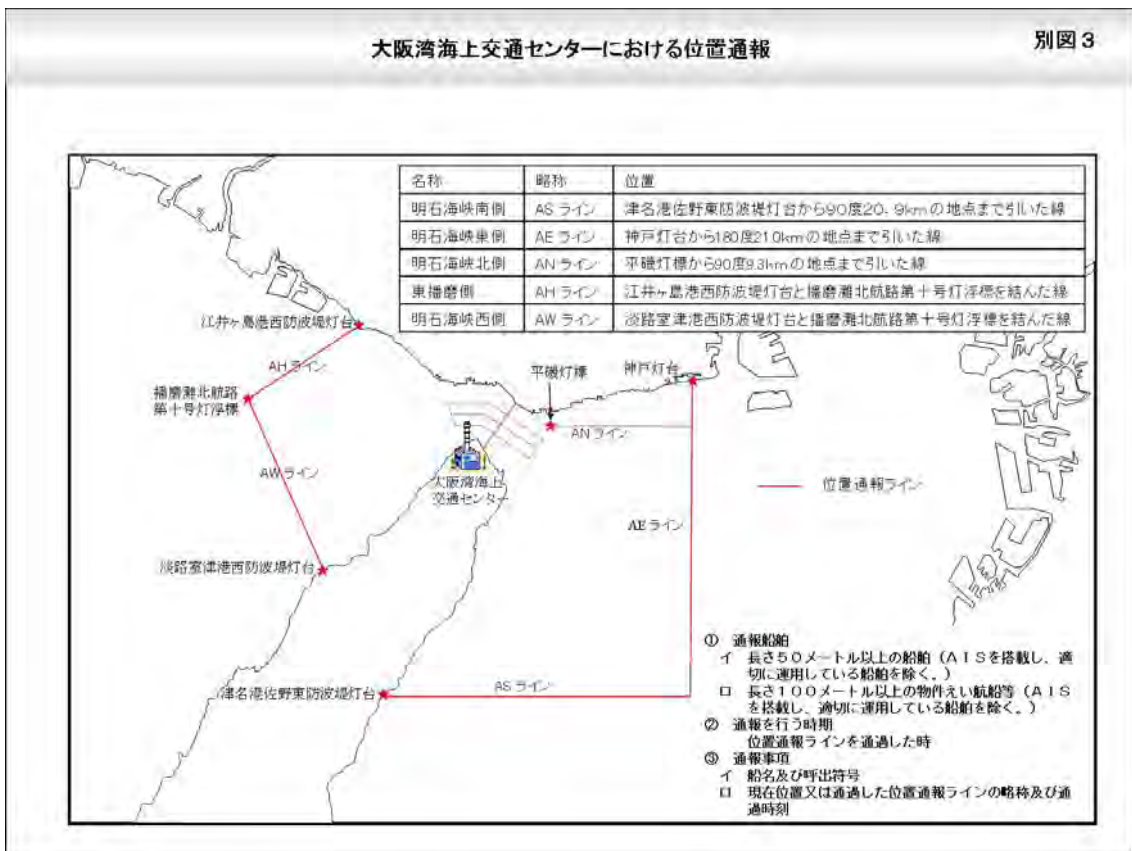 大阪湾海上交通センターにおける位置通報
別図3
名称 略称 位置
明石海峡南側 ASライン 津名港佐野東防波堤灯台から90度20.9kmの地点まで引いた線
明石海峡東側 AEライン 神戸灯台から180度21.0kmの地点まで引いた線
明石海峡北側 ANライン 平磯灯標から90度9.3kmの地点まで引いた線
東播磨側 AHライン 江井ヶ島港西防波堤灯台と播磨灘北航路第十号灯浮標を結んだ線
明石海峡西側 AWライン 淡路室津港西防波堤灯台と播磨灘北航路第十号灯浮標を結んだ線
江井ヶ島港西防波堤灯台
AHライン
平磯灯標
神戸灯台
播磨灘北航路
第十号灯浮標
ANライン
AWライン
大阪湾海上
交通センター
位置通報ライン
AEライン
淡路室津港西防波堤灯台
津名港佐野東防波堤灯台
ASライン
① 通報船舶
イ 長さ50メートル以上の船舶(AISを搭載し、適
切に運用している船舶を除く。)
ロ 長さ100メートル以上の物件えい航船等(AIS
を搭載し、適切に運用している船舶を除く。)
② 通報を行う時期
位置通報ラインを通過した時
③ 通報事項
イ 船名及び呼出符号
ロ 現在位置又は通過した位置通報ラインの略称及び通
過時刻